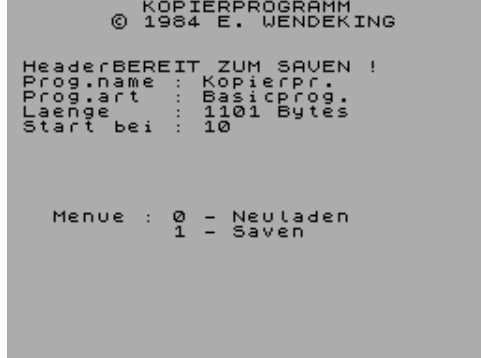 KOPIERPROGRAMM
© 1984 E. WENDEKING
HeaderBEREIT ZUM SAVEN !
Prog.name : Kopierpr.
Prog.art : Basicprog.
Laenge : 1101 Bytes
Start bei : 10
Menue : 0 - Neuladen
1 - Saven